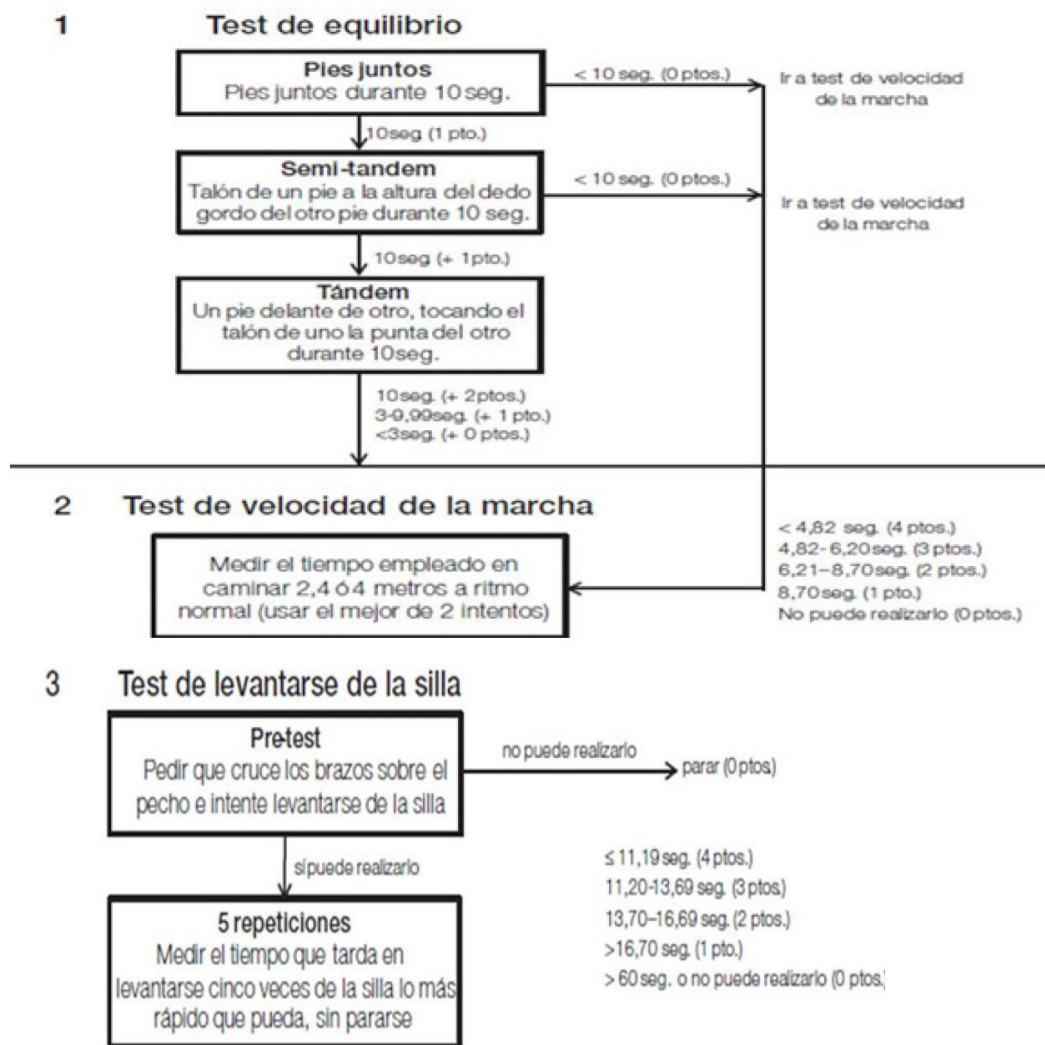 1 Test de equilibrio
Pies juntos
Pies juntos durante 10 seg.
< 10 seg. (0 ptos.)
Ir a test de velocidad
de la marcha
10seg. (1 pto.)
Semi-tandem
Talón de un pie a la altura del dedo
gordo del otro pie durante 10 seg.
< 10 seg. (0 ptos.)
Ir a test de velocidad
de la marcha
10seg. (+ 1pto.)
Tándem
Un pie delante de otro, tocando el
talón de uno la punta del otro
durante 10seg.
10seg. (+ 2ptos.)
3-9,99seg. (+ 1 pto.)
<3seg. (+ 0 ptos.)
2 Test de velocidad de la marcha
Medir el tiempo empleado en
caminar 2,4 ó 4 metros a ritmo
normal (usar el mejor de 2 intentos)
< 4,82 seg. (4 ptos.)
4,82-6,20seg. (3 ptos.)
6,21–8,70seg. (2 ptos.)
8,70seg. (1 pto.)
No puede realizarlo (0 ptos.)
3 Test de levantarse de la silla
Pre-test
Pedir que cruce los brazos sobre el
pecho e intente levantarse de la silla
no puede realizarlo
parar (0 ptos.)
sí puede realizarlo
5 repeticiones
Medir el tiempo que tarda en
levantarse cinco veces de la silla lo más
rápido que pueda, sin pararse
≤ 11,19 seg. (4 ptos.)
11,20-13,69 seg. (3 ptos.)
13,70–16,69 seg. (2 ptos.)
>16,70 seg. (1 pto.)
> 60 seg. o no puede realizarlo (0 ptos.